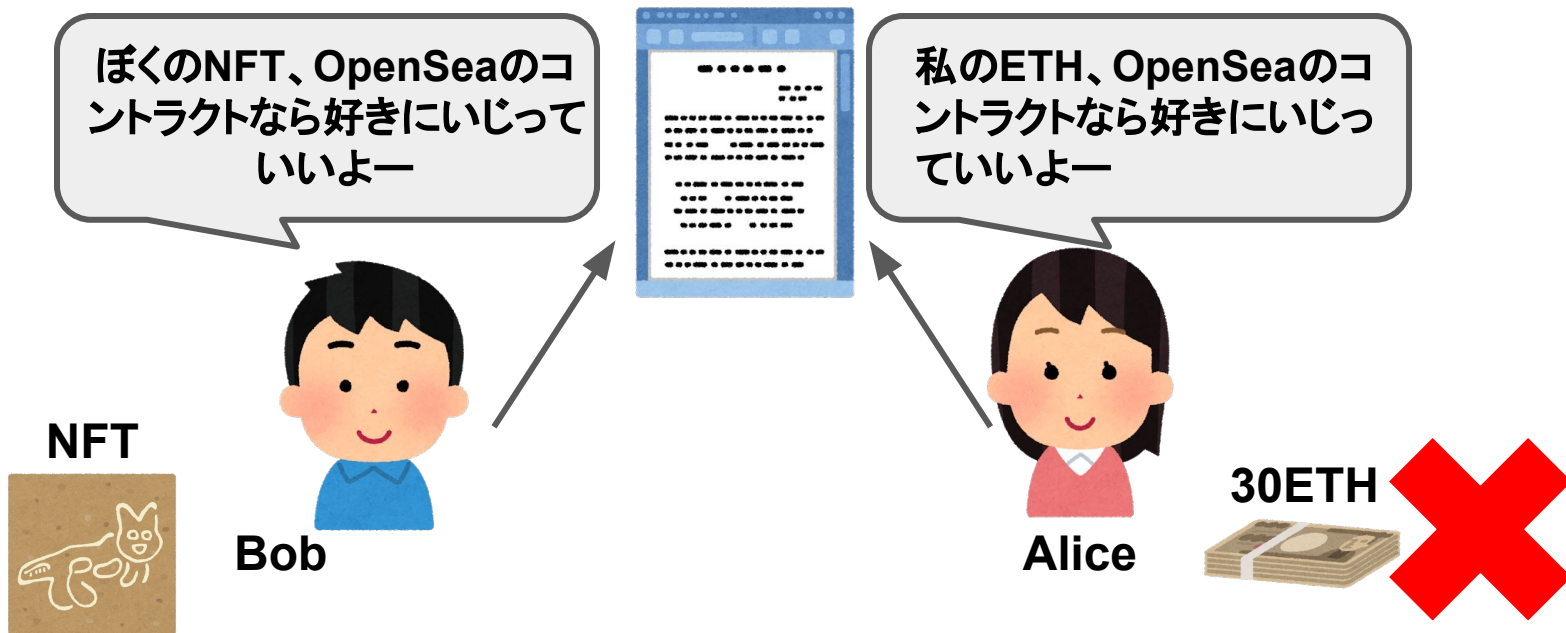 ぼくのNFT、OpenSeaのコ
ントラクトなら好きにいじって
いいよー
私のETH、OpenSeaのコ
ントラクトなら好きにいじっ
ていいよー
NFT
Bob
Alice
30ETH